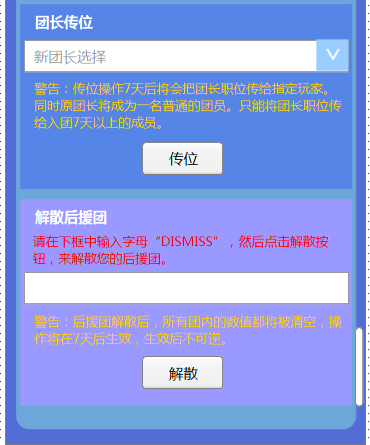 团长传位
新团长选择
警告：传位操作7天后将会把团长职位传给指定玩家。
同时原团长将成为一名普通的团员。只能将团长职位传
给入团7天以上的成员。
传位
解散后援团
请在下框中输入字母“DISMISS”，然后点击解散按
钮，来解散您的后援团。
警告：后援团解散后，所有团内的数值都将被清空，操
作将在7天后生效，生效后不可逆。
解散